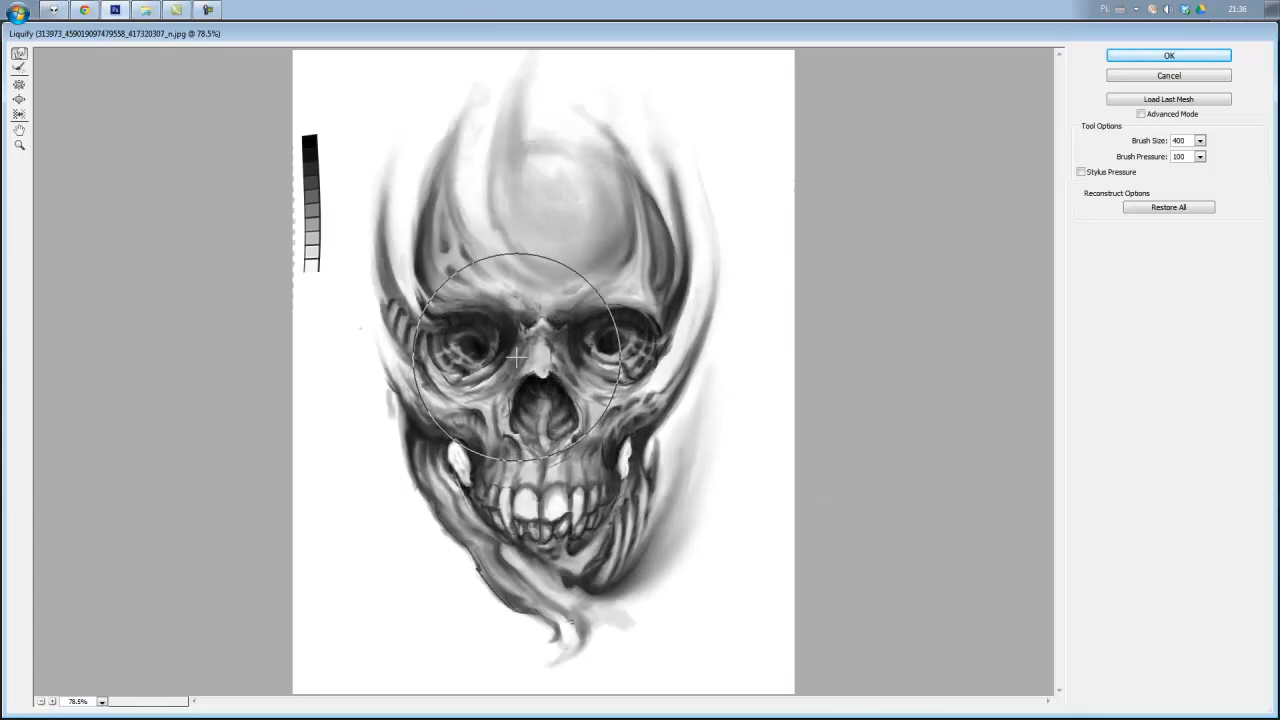 Ps
PL
21:36
Liquify (313973_459019097479558_417320307_n.jpg @ 78.5%)
OK
Cancel
Load Last Mesh
Advanced Mode
Tool Options
Brush Size: 400
Brush Pressure: 100
Stylus Pressure
Reconstruct Options
Restore All
78.5%